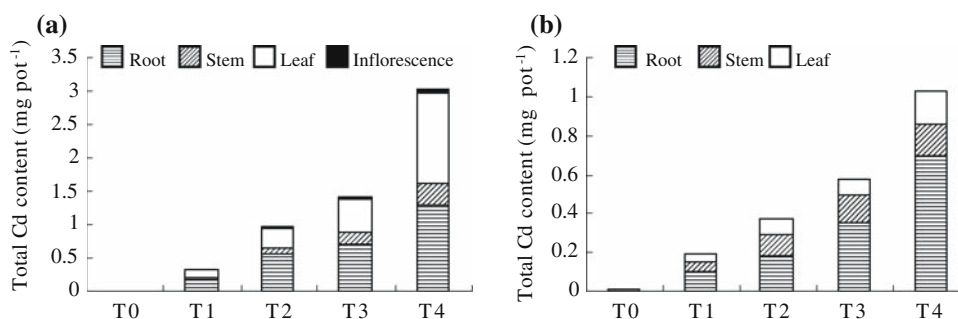 (a)
Total Cd content (mg pot⁻¹)
3.5
3
2.5
2
1.5
1
0.5
0
Root Stem Leaf Inflorescence
T0 T1 T2 T3 T4
(b)
Total Cd content (mg pot⁻¹)
1.2
1
0.8
0.6
0.4
0.2
0
Root Stem Leaf
T0 T1 T2 T3 T4